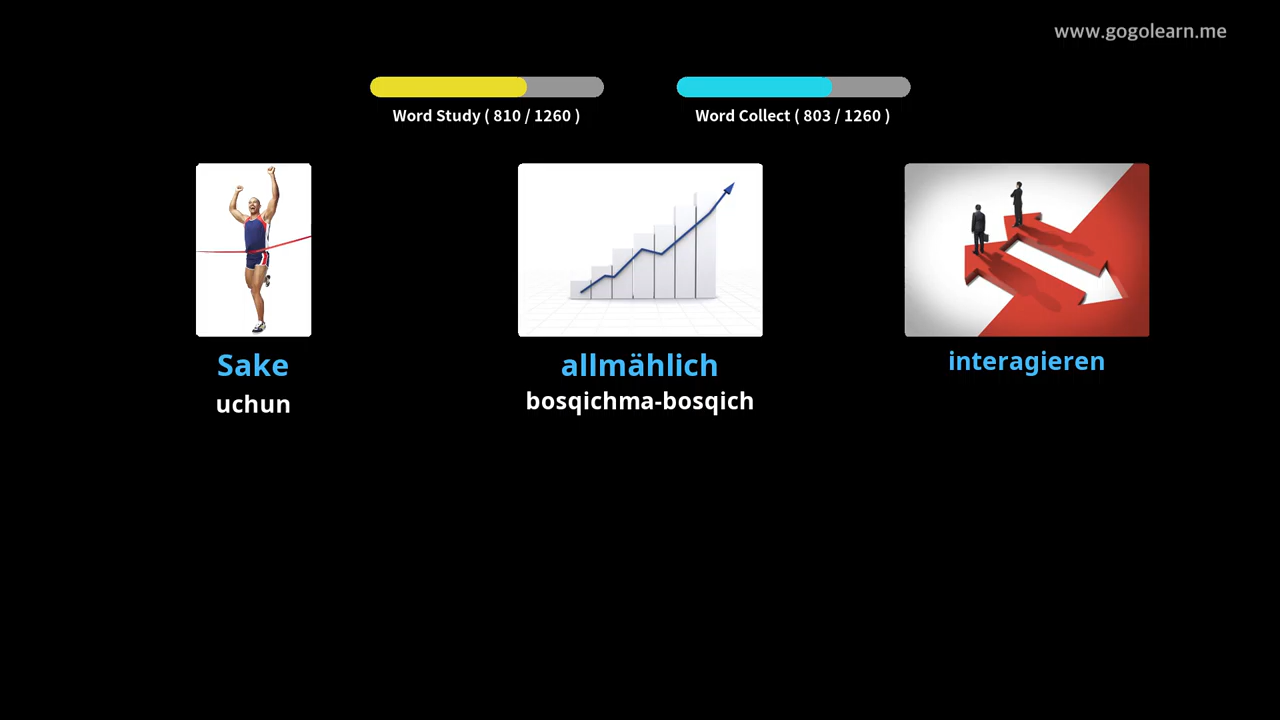 www.gogolearn.me
Word Study ( 810 / 1260 )
Word Collect ( 803 / 1260 )
Sake
uchun
allmählich
bosqichma-bosqich
interagieren